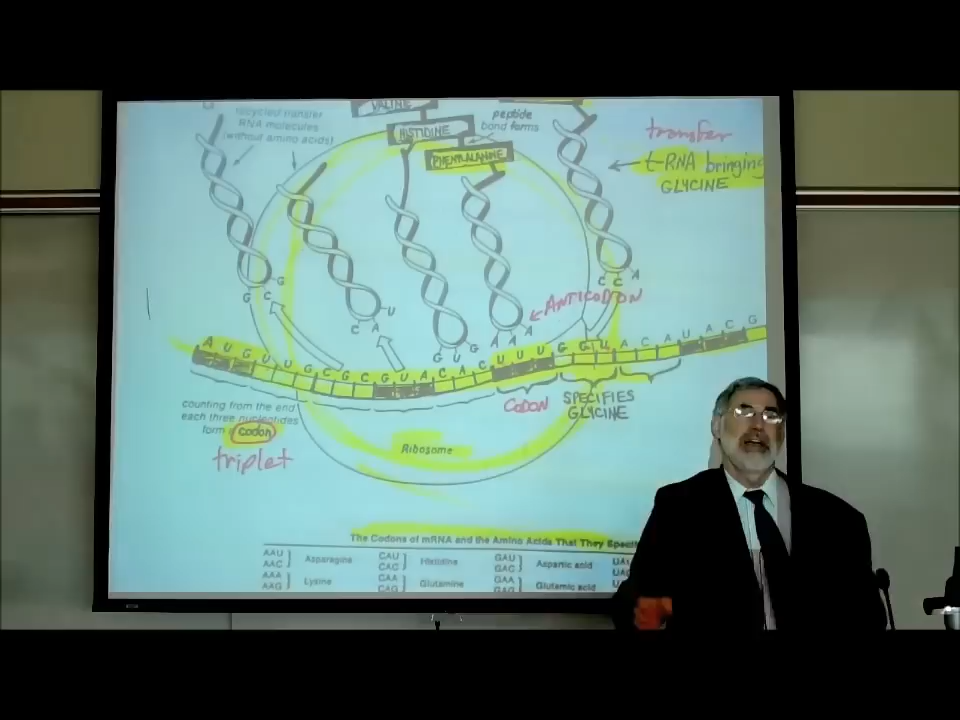 recycled transfer
RNA molecules
(without amino acids)
VALINE
HISTIDINE
PHENYLALANINE
peptide
bond forms
transfer
← t-RNA bringing
GLYCINE
G C G
C A U
G U G
A A A
C C A
← ANTICODON
A U G U U G C G C G U A C A C U U U G G U A C A U A C G
CODON
SPECIFIES
GLYCINE
counting from the end
each three nucleotides
form a codon
triplet
Ribosome
The Codons of mRNA and the Amino Acids That They Specify
AAU
AAC
Asparagine
CAU
CAC
Histidine
GAU
GAC
Aspartic acid
AAA
AAG
Lysine
CAA
CAG
Glutamine
GAA
GAG
Glutamic acid